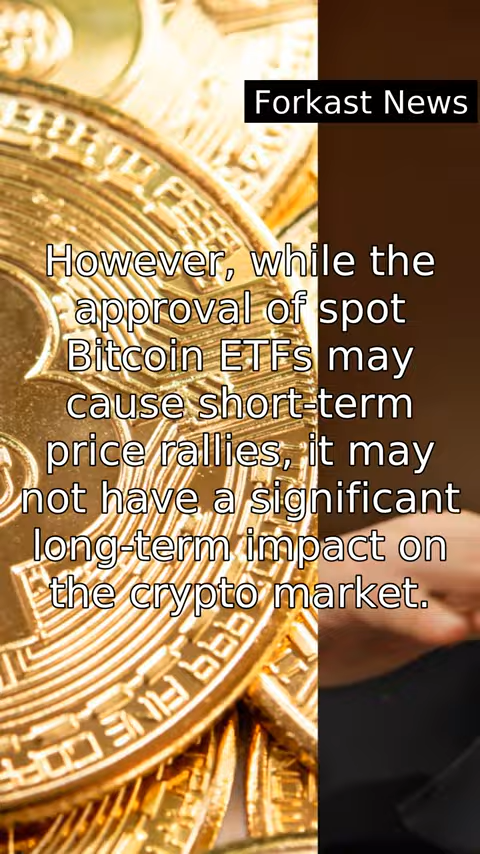 Forkast News
However, while the
approval of spot
Bitcoin ETFs may
cause short-term
price rallies, it may
not have a significant
long-term impact on
the crypto market.